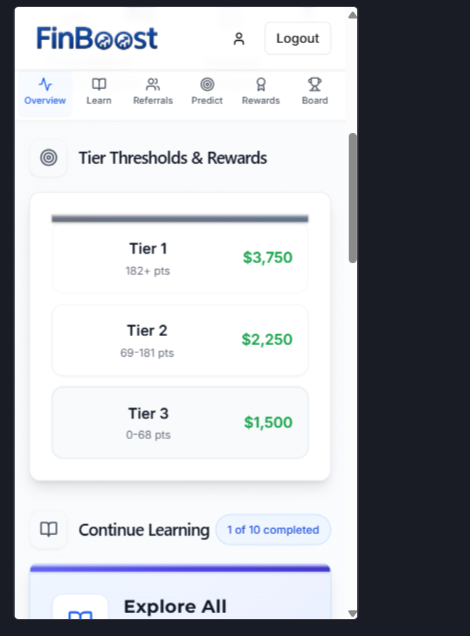 FinBoost
Logout
Overview
Learn
Referrals
Predict
Rewards
Board
Tier Thresholds & Rewards
Tier 1
182+ pts
$3,750
Tier 2
69-181 pts
$2,250
Tier 3
0-68 pts
$1,500
Continue Learning
1 of 10 completed
Explore All